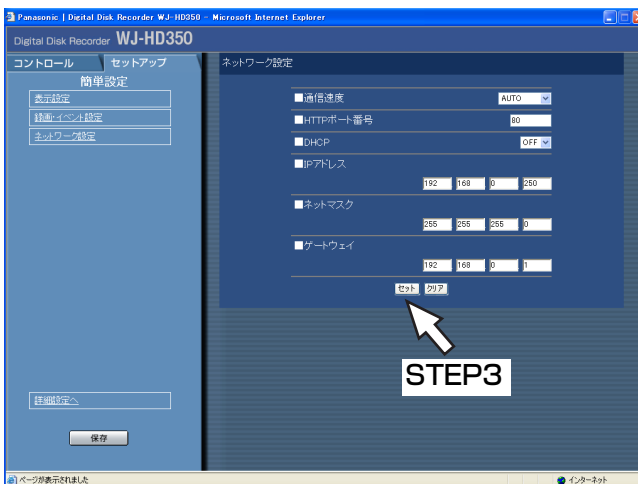 Panasonic | Digital Disk Recorder WJ-HD350 - Microsoft Internet Explorer
Digital Disk Recorder WJ-HD350
コントロール セットアップ
簡単設定
表示設定
録画・イベント設定
ネットワーク設定
詳細設定へ
保存
ネットワーク設定
■通信速度 AUTO
■HTTPポート番号 80
■DHCP OFF
■IPアドレス
192 168 0 250
■ネットマスク
255 255 255 0
■ゲートウェイ
192 168 0 1
セット クリア
STEP3
ページが表示されました インターネット